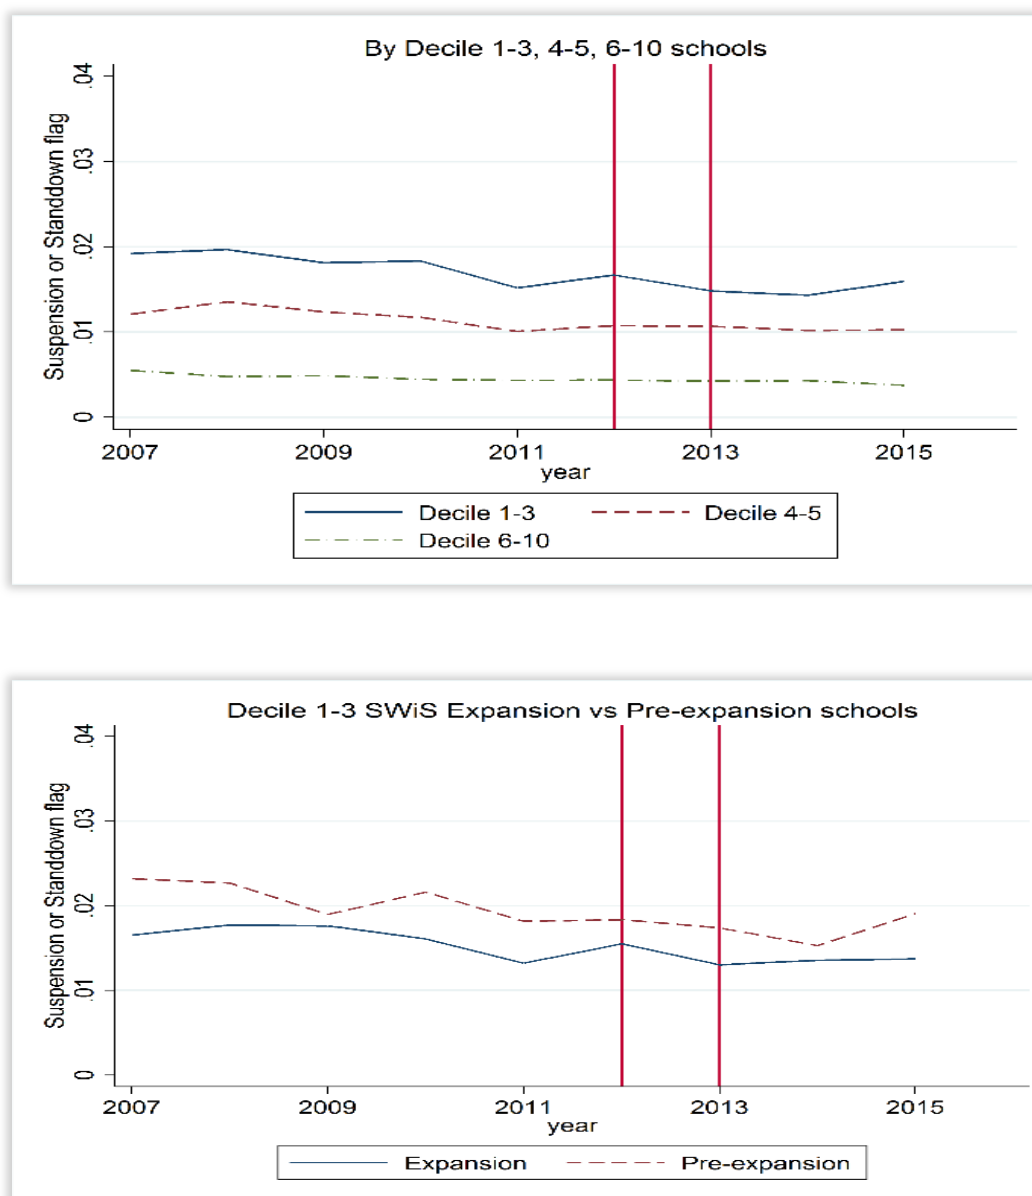 By Decile 1-3, 4-5, 6-10 schools
Suspension or Standdown flag
.04
.03
.02
.01
0
2007 2009 2011 2013 2015
year
Decile 1-3 Decile 4-5
Decile 6-10
Decile 1-3 SWiS Expansion vs Pre-expansion schools
Suspension or Standdown flag
.04
.03
.02
.01
0
2007 2009 2011 2013 2015
year
Expansion Pre-expansion